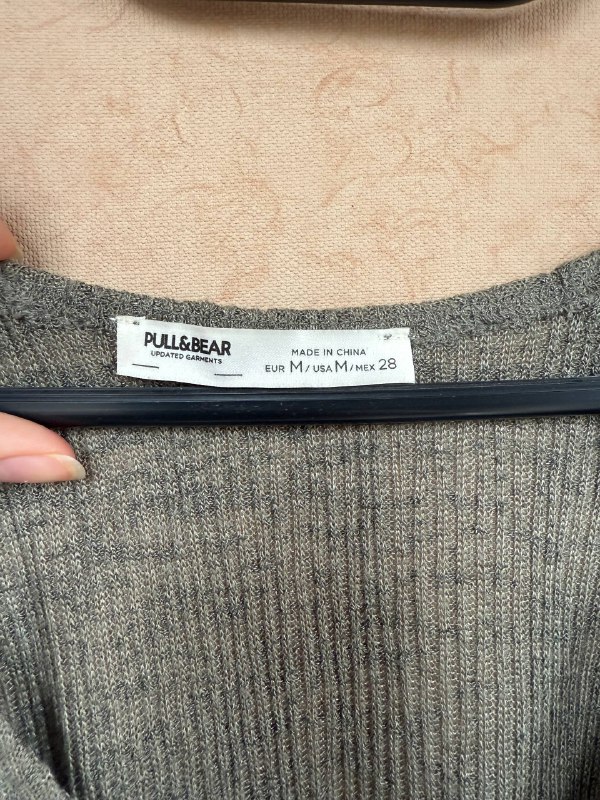 PULL&BEAR
UPDATED GARMENTS
MADE IN CHINA
EUR M/USA M/MEX 28